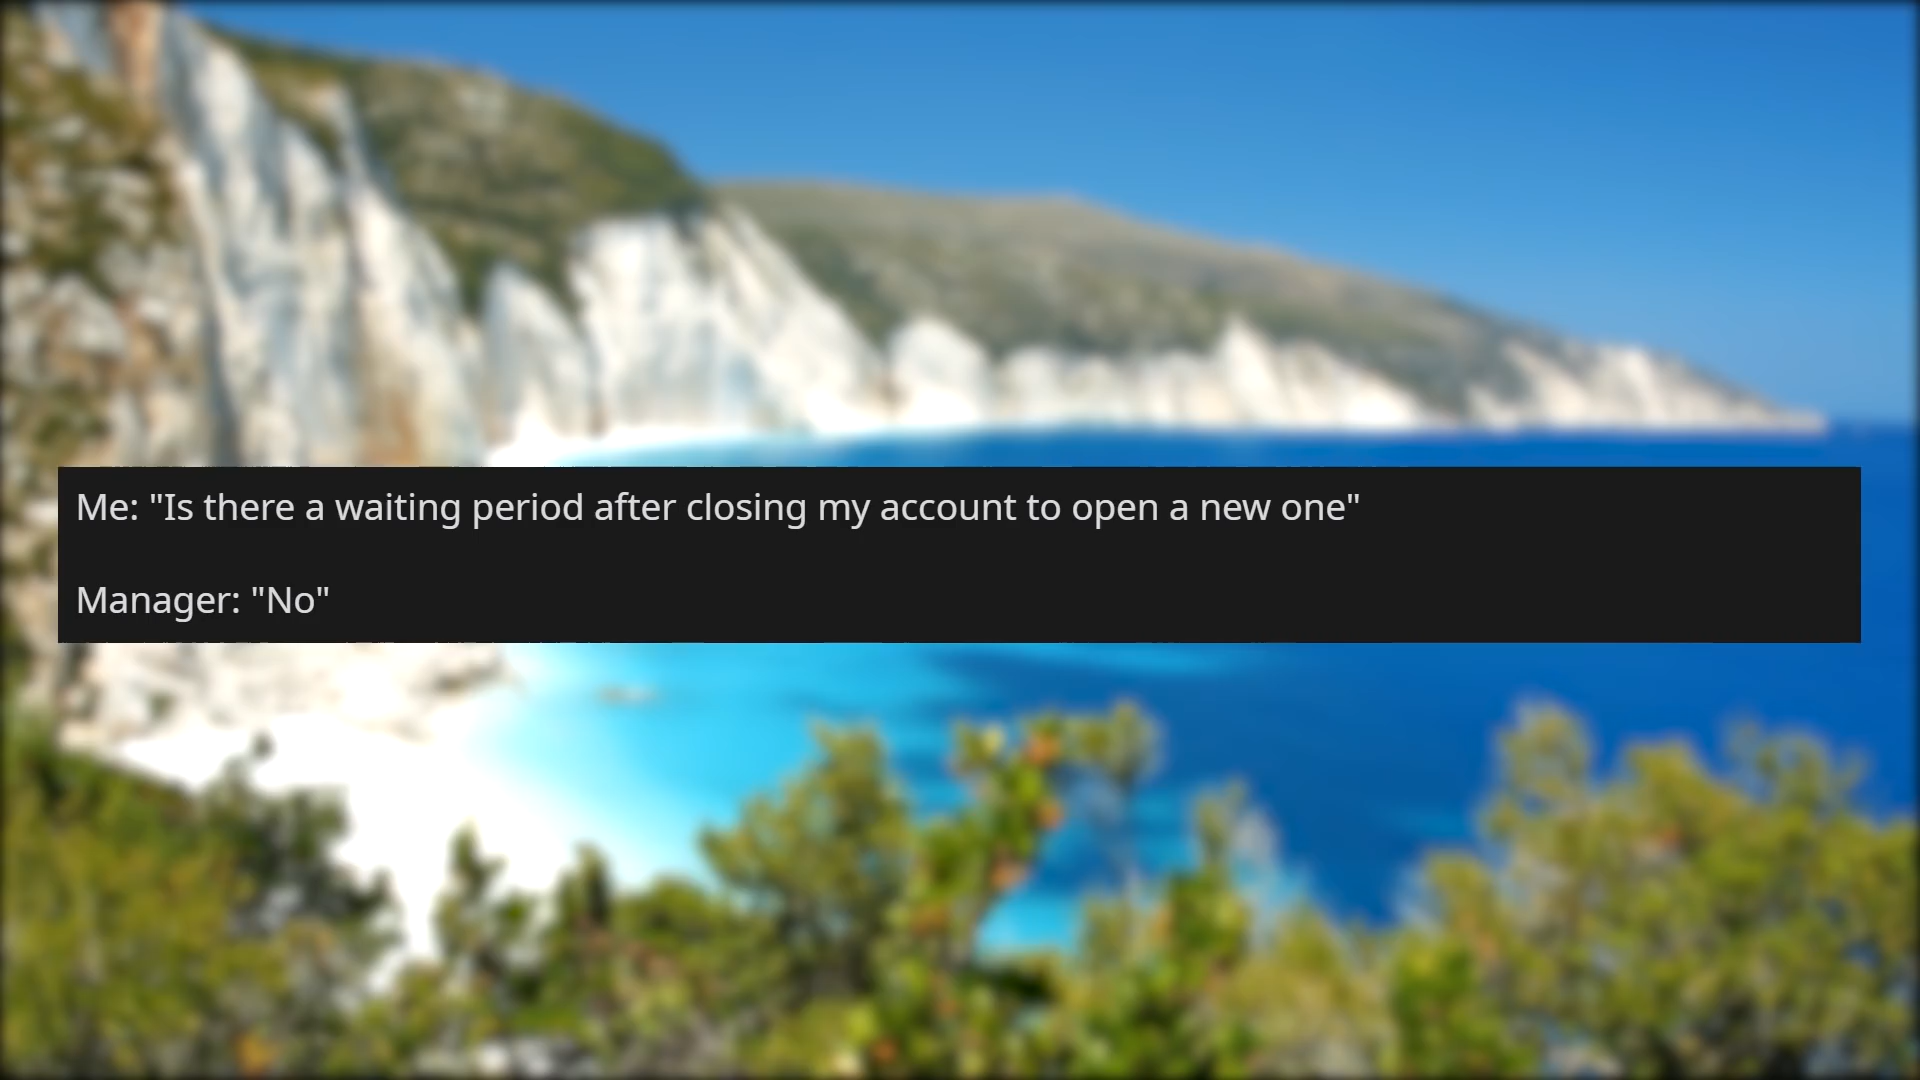 Me: "Is there a waiting period after closing my account to open a new one"
Manager: "No"